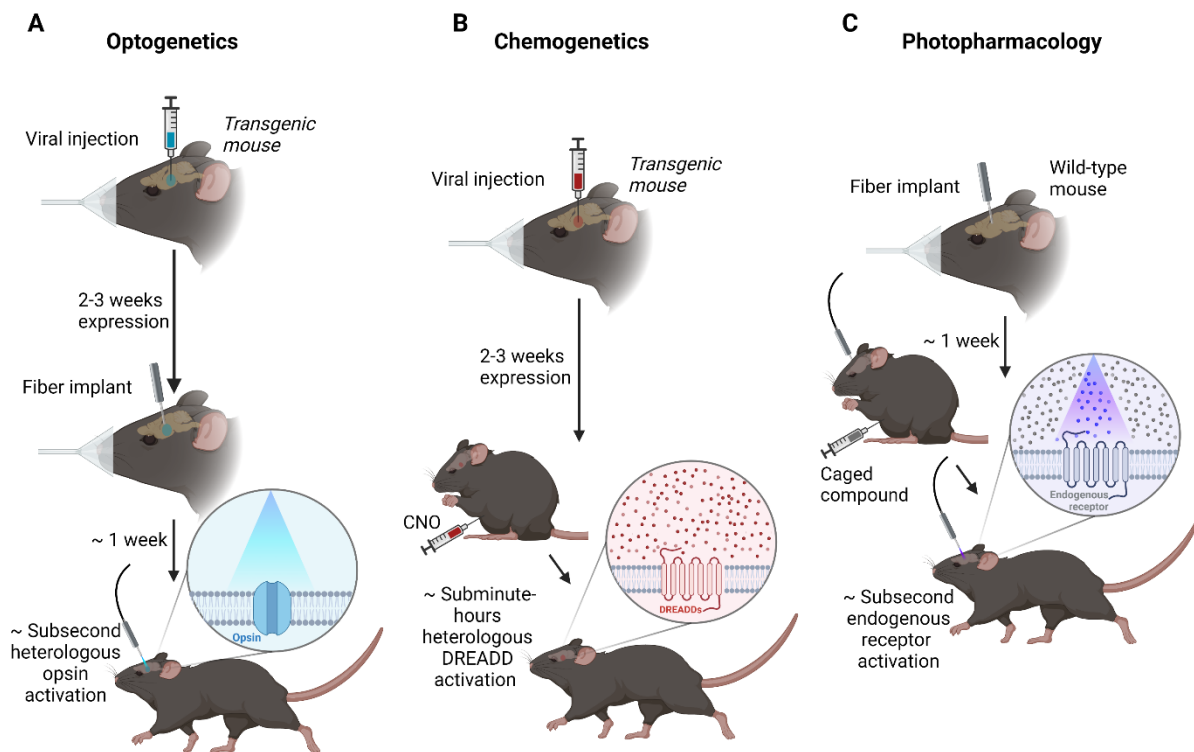 A
Optogenetics
Viral injection
Transgenic
mouse
2-3 weeks
expression
Fiber implant
~ 1 week
Opsin
~ Subsecond
heterologous
opsin
activation
B
Chemogenetics
Viral injection
Transgenic
mouse
2-3 weeks
expression
CNO
DREADDs
~ Subminute-
hours
heterologous
DREADD
activation
C
Photopharmacology
Fiber implant
Wild-type
mouse
~ 1 week
Caged
compound
Endogenous
receptor
~ Subsecond
endogenous
receptor
activation